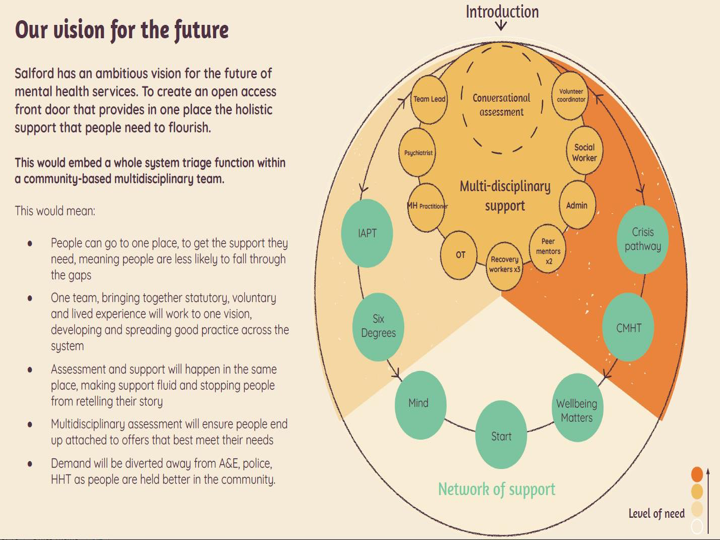 Our vision for the future
Salford has an ambitious vision for the future of
mental health services. To create an open access
front door that provides in one place the holistic
support that people need to flourish.
This would embed a whole system triage function within
a community-based multidisciplinary team.
This would mean:
● People can go to one place, to get the support they
need, meaning people are less likely to fall through
the gaps
● One team, bringing together statutory, voluntary
and lived experience will work to one vision,
developing and spreading good practice across the
system
● Assessment and support will happen in the same
place, making support fluid and stopping people
from retelling their story
● Multidisciplinary assessment will ensure people end
up attached to offers that best meet their needs
● Demand will be diverted away from A&E, police,
HHT as people are held better in the community.
Introduction
Conversational
assessment
Team Lead
Volunteer
coordinator
Psychiatrist
Social
Worker
Multi-disciplinary
support
MH Practitioner
Admin
OT
Recovery
workers x3
Peer
mentors
x2
IAPT
Crisis
pathway
Six
Degrees
CMHT
Mind
Start
Wellbeing
Matters
Network of support
Level of need